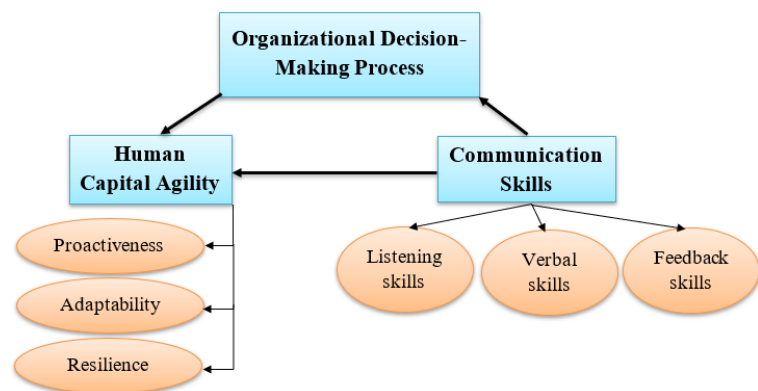 Organizational Decision-
Making Process
Human
Capital Agility
Communication
Skills
Proactiveness
Adaptability
Resilience
Listening
skills
Verbal
skills
Feedback
skills